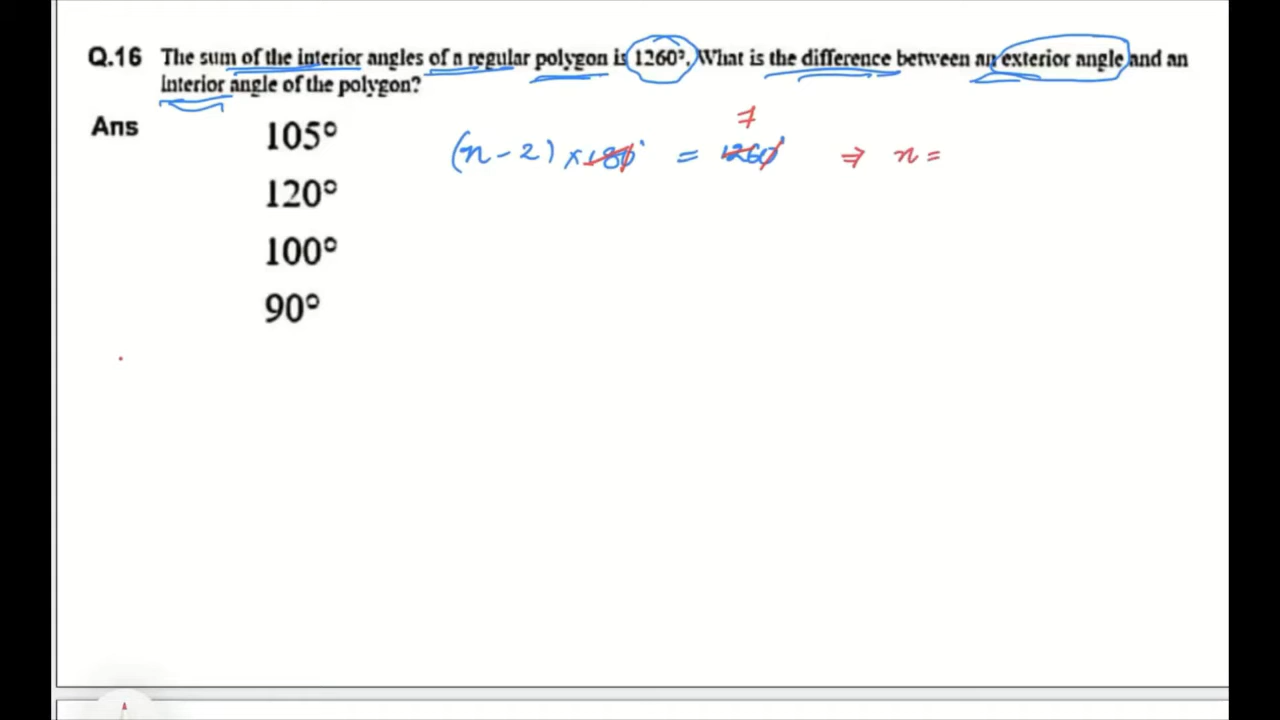 Q.16 The sum of the interior angles of a regular polygon is 1260°. What is the difference between an exterior angle and an
interior angle of the polygon?
Ans
105°
120°
100°
90°
7
(n-2) × 180° = 1260° ⇒ n =